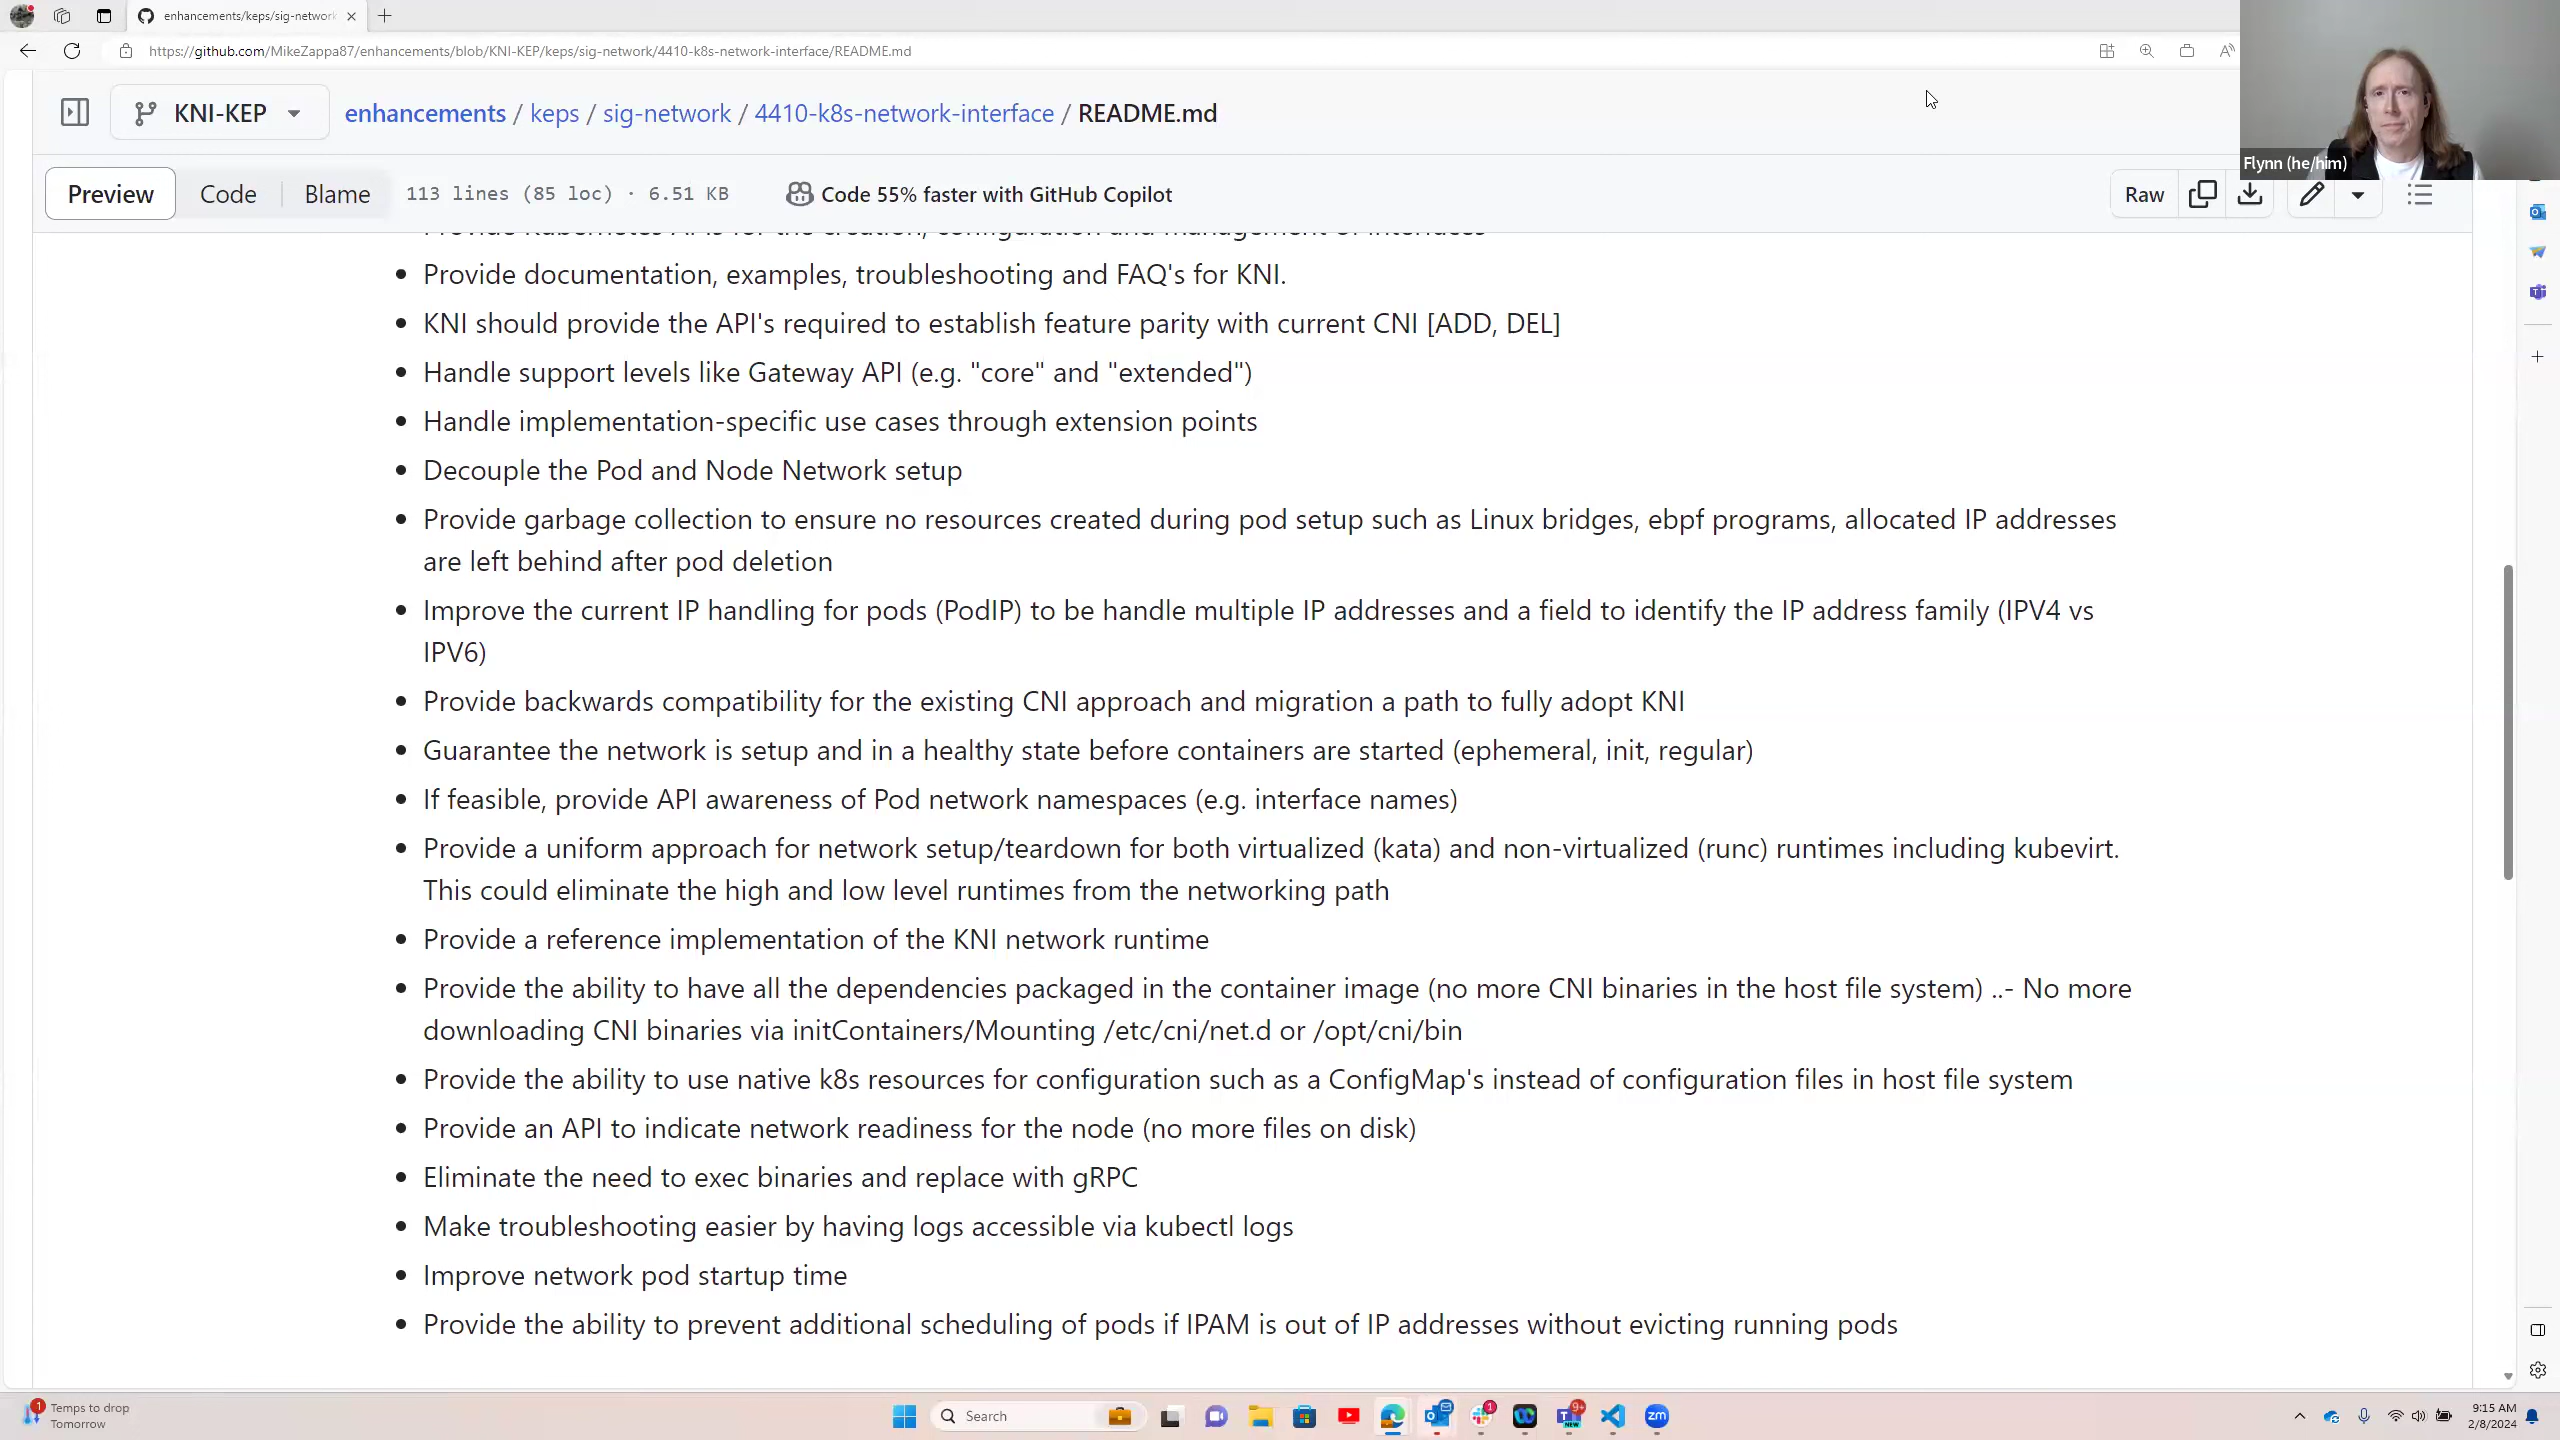 enhancements/keps/sig-network
https://github.com/MikeZappa87/enhancements/blob/KNI-KEP/keps/sig-network/4410-k8s-network-interface/README.md
KNI-KEP
enhancements / keps / sig-network / 4410-k8s-network-interface / README.md
Flynn (he/him)
Preview Code Blame 113 lines (85 loc) · 6.51 KB Code 55% faster with GitHub Copilot Raw
Provide Kubernetes API's for the creation, configuration and management of interfaces
• Provide documentation, examples, troubleshooting and FAQ's for KNI.
• KNI should provide the API's required to establish feature parity with current CNI [ADD, DEL]
• Handle support levels like Gateway API (e.g. "core" and "extended")
• Handle implementation-specific use cases through extension points
• Decouple the Pod and Node Network setup
• Provide garbage collection to ensure no resources created during pod setup such as Linux bridges, ebpf programs, allocated IP addresses
are left behind after pod deletion
• Improve the current IP handling for pods (PodIP) to be handle multiple IP addresses and a field to identify the IP address family (IPV4 vs
IPV6)
• Provide backwards compatibility for the existing CNI approach and migration a path to fully adopt KNI
• Guarantee the network is setup and in a healthy state before containers are started (ephemeral, init, regular)
• If feasible, provide API awareness of Pod network namespaces (e.g. interface names)
• Provide a uniform approach for network setup/teardown for both virtualized (kata) and non-virtualized (runc) runtimes including kubevirt.
This could eliminate the high and low level runtimes from the networking path
• Provide a reference implementation of the KNI network runtime
• Provide the ability to have all the dependencies packaged in the container image (no more CNI binaries in the host file system) ..- No more
downloading CNI binaries via initContainers/Mounting /etc/cni/net.d or /opt/cni/bin
• Provide the ability to use native k8s resources for configuration such as a ConfigMap's instead of configuration files in host file system
• Provide an API to indicate network readiness for the node (no more files on disk)
• Eliminate the need to exec binaries and replace with gRPC
• Make troubleshooting easier by having logs accessible via kubectl logs
• Improve network pod startup time
• Provide the ability to prevent additional scheduling of pods if IPAM is out of IP addresses without evicting running pods
1
Temps to drop
Tomorrow
Search
1
9+
NEW
zm
9:15 AM
2/8/2024